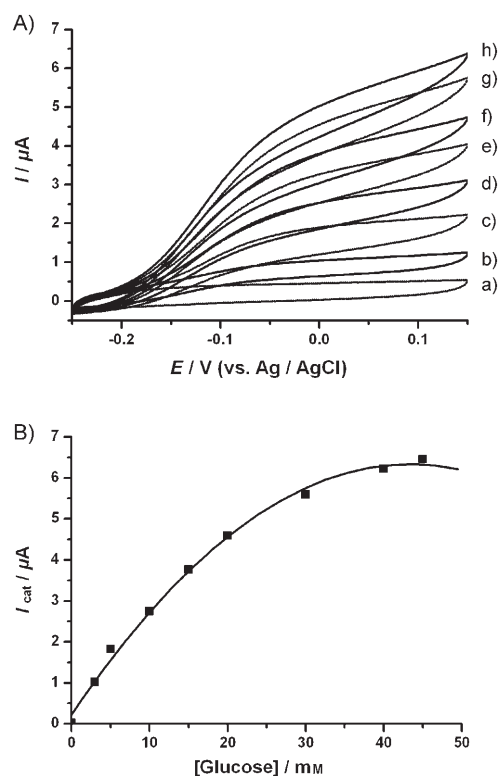 A)
7
6
5
4
3
2
1
0
I / µA
h)
g)
f)
e)
d)
c)
b)
a)
-0.2 -0.1 0.0 0.1
E / V (vs. Ag / AgCl)
B)
7
6
5
4
3
2
1
0
I cat / µA
0 10 20 30 40 50
[Glucose] / mM